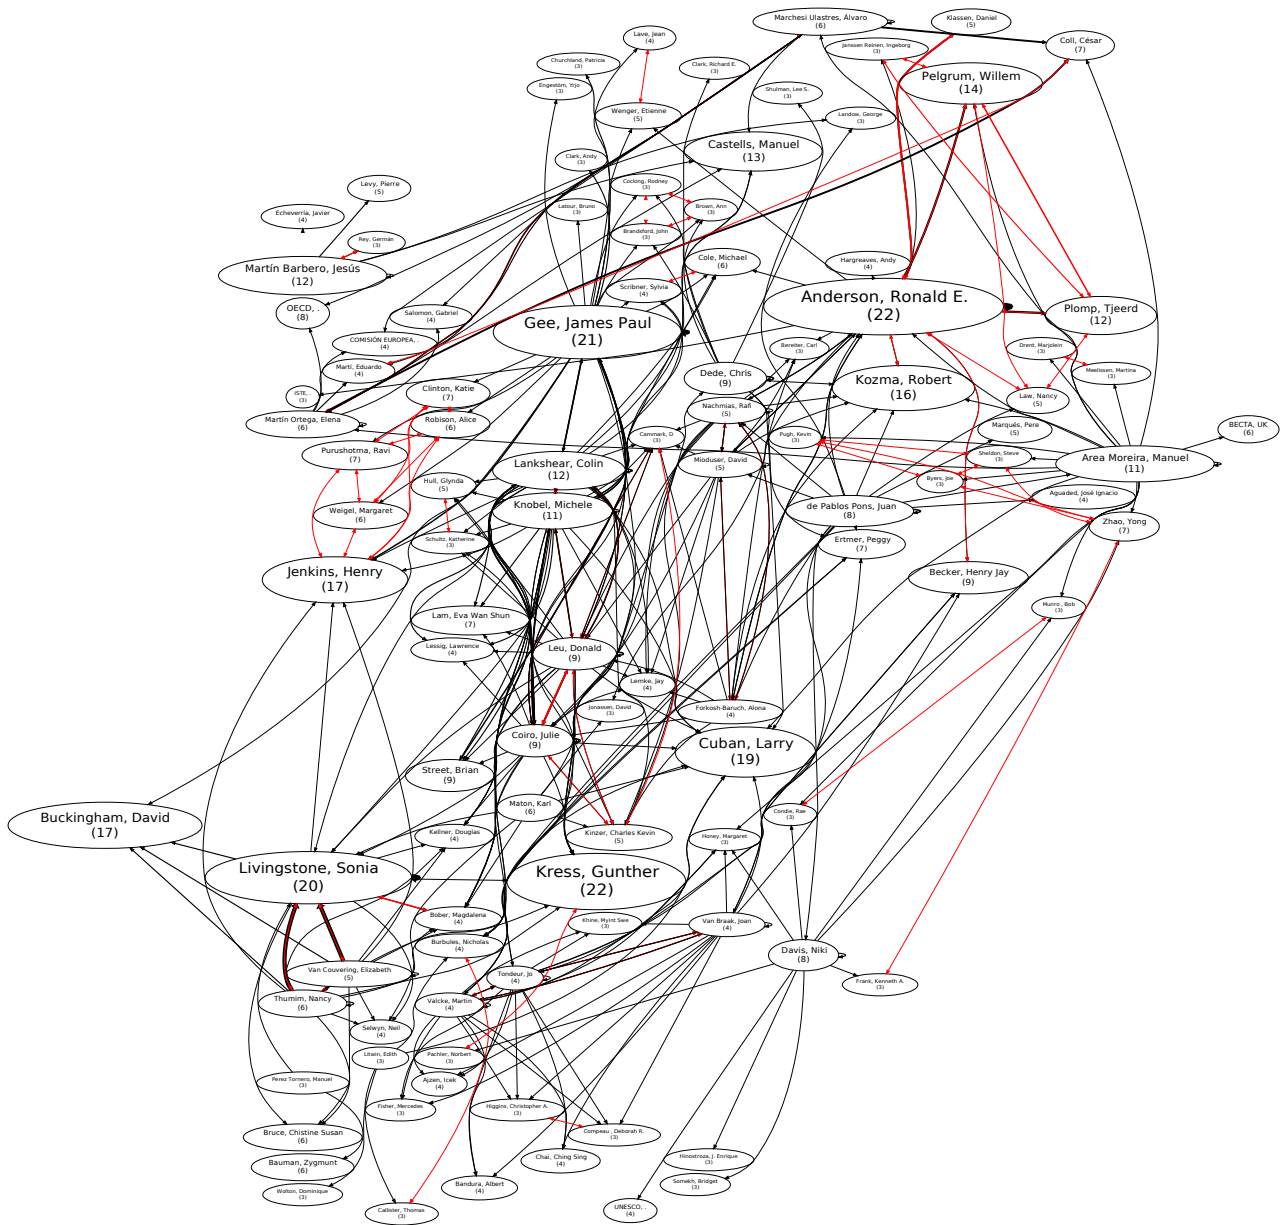 Marchesi Ulastres, Álvaro
(6)
Klassen, Daniel
(5)
Lave, Jean
(4)
Janssen Reinen, Ingeborg
(3)
Coll, César
(7)
Churchland, Patricia
(3)
Clark, Richard E.
(3)
Pelgrum, Willem
(14)
Engestöm, Yrjo
(3)
Shulman, Lee S.
(3)
Wenger, Etienne
(5)
Landow, George
(3)
Castells, Manuel
(13)
Clark, Andy
(3)
Levy, Pierre
(5)
Cocking, Rodney
(3)
Echeverría, Javier
(4)
Latour, Bruno
(3)
Brown, Ann
(3)
Rey, Germán
(3)
Brandsford, John
(3)
Martín Barbero, Jesús
(12)
Cole, Michael
(6)
Hargreaves, Andy
(4)
Scribner, Sylvia
(4)
Anderson, Ronald E.
(22)
OECD, .
(8)
Salomon, Gabriel
(4)
Gee, James Paul
(21)
Plomp, Tjeerd
(12)
COMISIÓN EUROPEA, .
(4)
Bereiter, Carl
(3)
Drent, Marjolein
(3)
Martí, Eduardo
(4)
Dede, Chris
(9)
Meelissen, Martina
(3)
ISTE, .
(3)
Clinton, Katie
(7)
Kozma, Robert
(16)
Law, Nancy
(5)
Martín Ortega, Elena
(6)
Robison, Alice
(6)
Nachmias, Rafi
(5)
Cammark, D
(3)
Pugh, Kevin
(3)
Marqués, Pere
(5)
BECTA, UK
(6)
Purushotma, Ravi
(7)
Lankshear, Colin
(12)
Mioduser, David
(5)
Sheldon, Steve
(3)
Area Moreira, Manuel
(11)
Hull, Glynda
(5)
Byers, Joe
(3)
Aguaded, José Ignacio
(4)
Weigel, Margaret
(6)
Knobel, Michele
(11)
de Pablos Pons, Juan
(8)
Zhao, Yong
(7)
Schultz, Katherine
(3)
Ertmer, Peggy
(7)
Jenkins, Henry
(17)
Becker, Henry Jay
(9)
Lam, Eva Wan Shun
(7)
Munro , Bob
(3)
Lessig, Lawrence
(4)
Leu, Donald
(9)
Lemke, Jay
(4)
Jonassen, David
(3)
Forkosh-Baruch, Alona
(4)
Coiro, Julie
(9)
Cuban, Larry
(19)
Street, Brian
(9)
Maton, Karl
(6)
Condie, Rae
(3)
Buckingham, David
(17)
Kellner, Douglas
(4)
Kinzer, Charles Kevin
(5)
Honey, Margaret
(3)
Livingstone, Sonia
(20)
Kress, Gunther
(22)
Bober, Magdalena
(4)
Khine, Myint Swe
(3)
Van Braak, Joan
(4)
Burbules, Nicholas
(4)
Davis, Niki
(8)
Van Couvering, Elizabeth
(5)
Tondeur, Jo
(4)
Frank, Kenneth A.
(3)
Thumim, Nancy
(6)
Valcke, Martin
(4)
Selwyn, Neil
(4)
Litwin, Edith
(3)
Pachler, Norbert
(3)
Perez Tornero, Manuel
(3)
Ajzen, Icek
(4)
Fisher, Mercedes
(3)
Higgins, Christopher A.
(3)
Bruce, Chistine Susan
(6)
Compeau , Deborah R.
(3)
Bauman, Zygmunt
(6)
Chai, Ching Sing
(4)
Hinostroza, J. Enrique
(3)
Wolton, Dominique
(3)
Bandura, Albert
(4)
Somekh, Bridget
(3)
Callister, Thomas
(3)
UNESCO, .
(4)